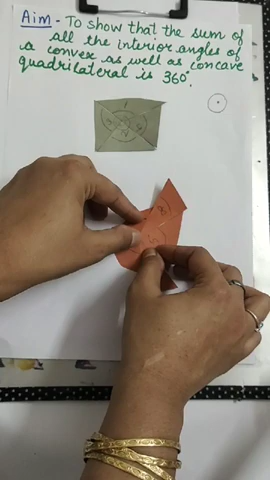 Aim - To show that the sum of
all the interior angles of
a convex as well as concave
quadrilateral is 360°.